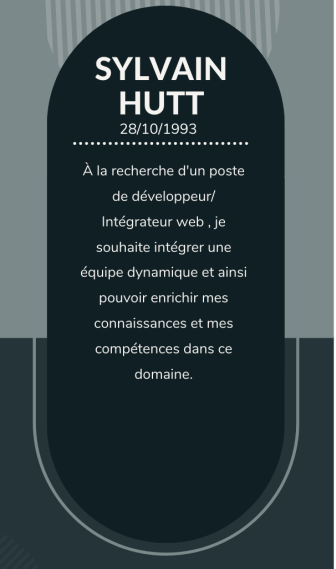 SYLVAIN
HUTT
28/10/1993
À la recherche d'un poste
de développeur/
Intégrateur web , je
souhaite intégrer une
équipe dynamique et ainsi
pouvoir enrichir mes
connaissances et mes
compétences dans ce
domaine.